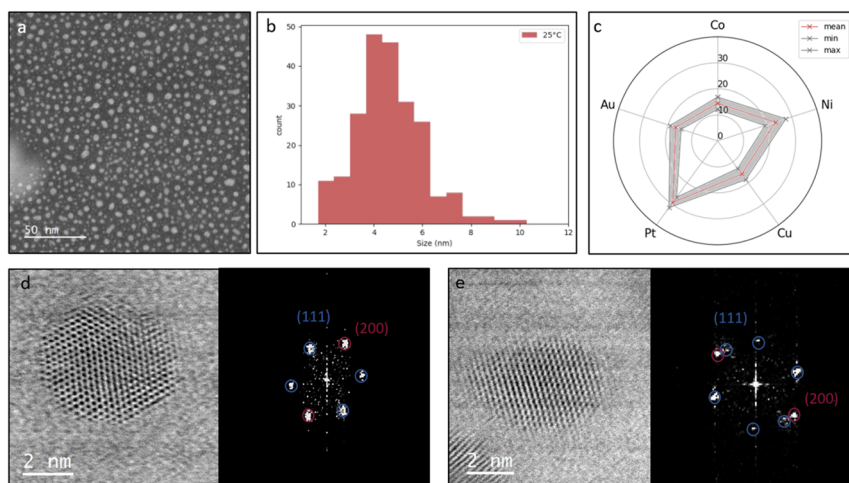 a
50 nm
b
50
40
30
20
10
0
count
2
4
6
8
10
12
Size (nm)
25°C
c
Co
Ni
Cu
Pt
Au
30
20
10
0
mean
min
max
d
2 nm
(111)
(200)
e
2 nm
(111)
(200)